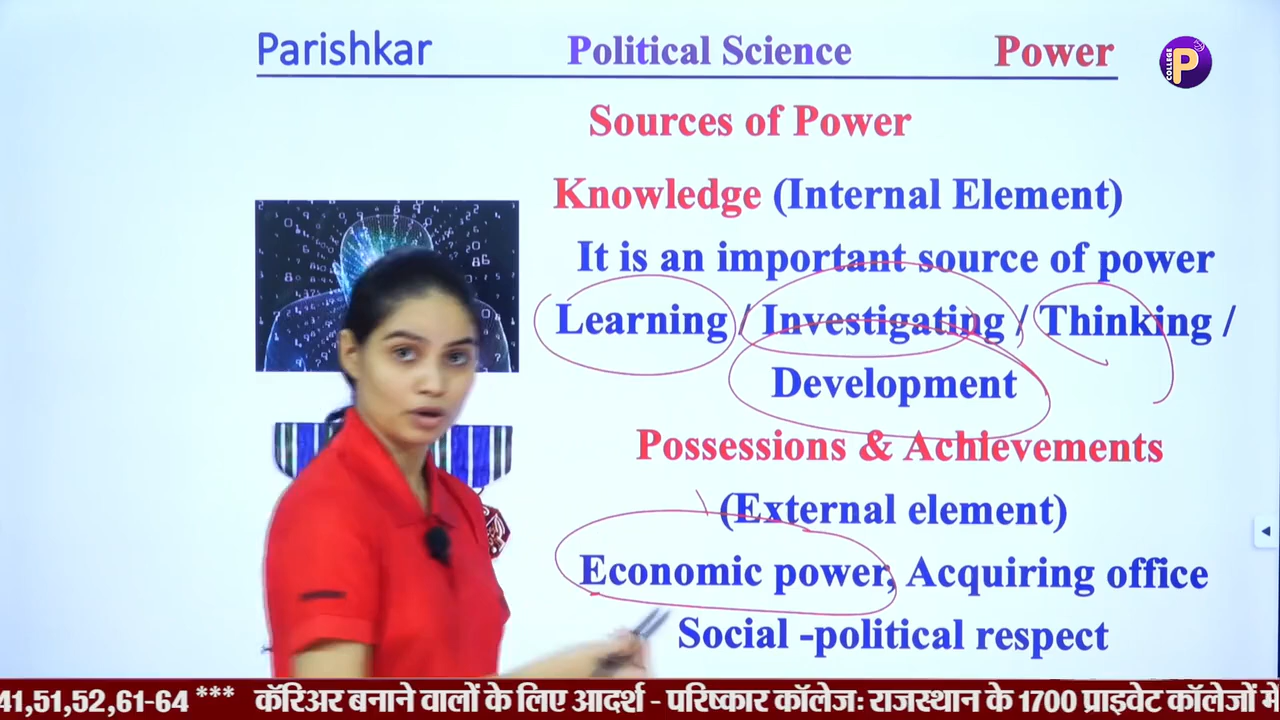 Parishkar Political Science Power
COLLEGE P
Sources of Power
Knowledge (Internal Element)
It is an important source of power
Learning / Investigating / Thinking /
Development
Possessions & Achievements
(External element)
Economic power, Acquiring office
Social -political respect
41,51,52,61-64 *** कॅरिअर बनाने वालों के लिए आदर्श - परिष्कार कॉलेजः राजस्थान के 1700 प्राइवेट कॉलेजों में